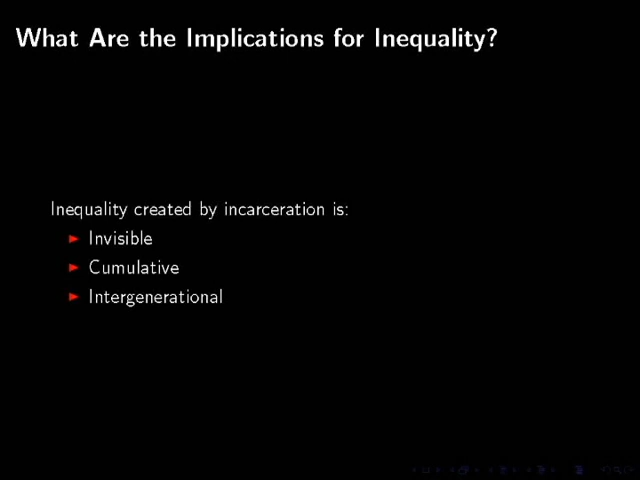 What Are the Implications for Inequality?
Inequality created by incarceration is:
Invisible
Cumulative
Intergenerational